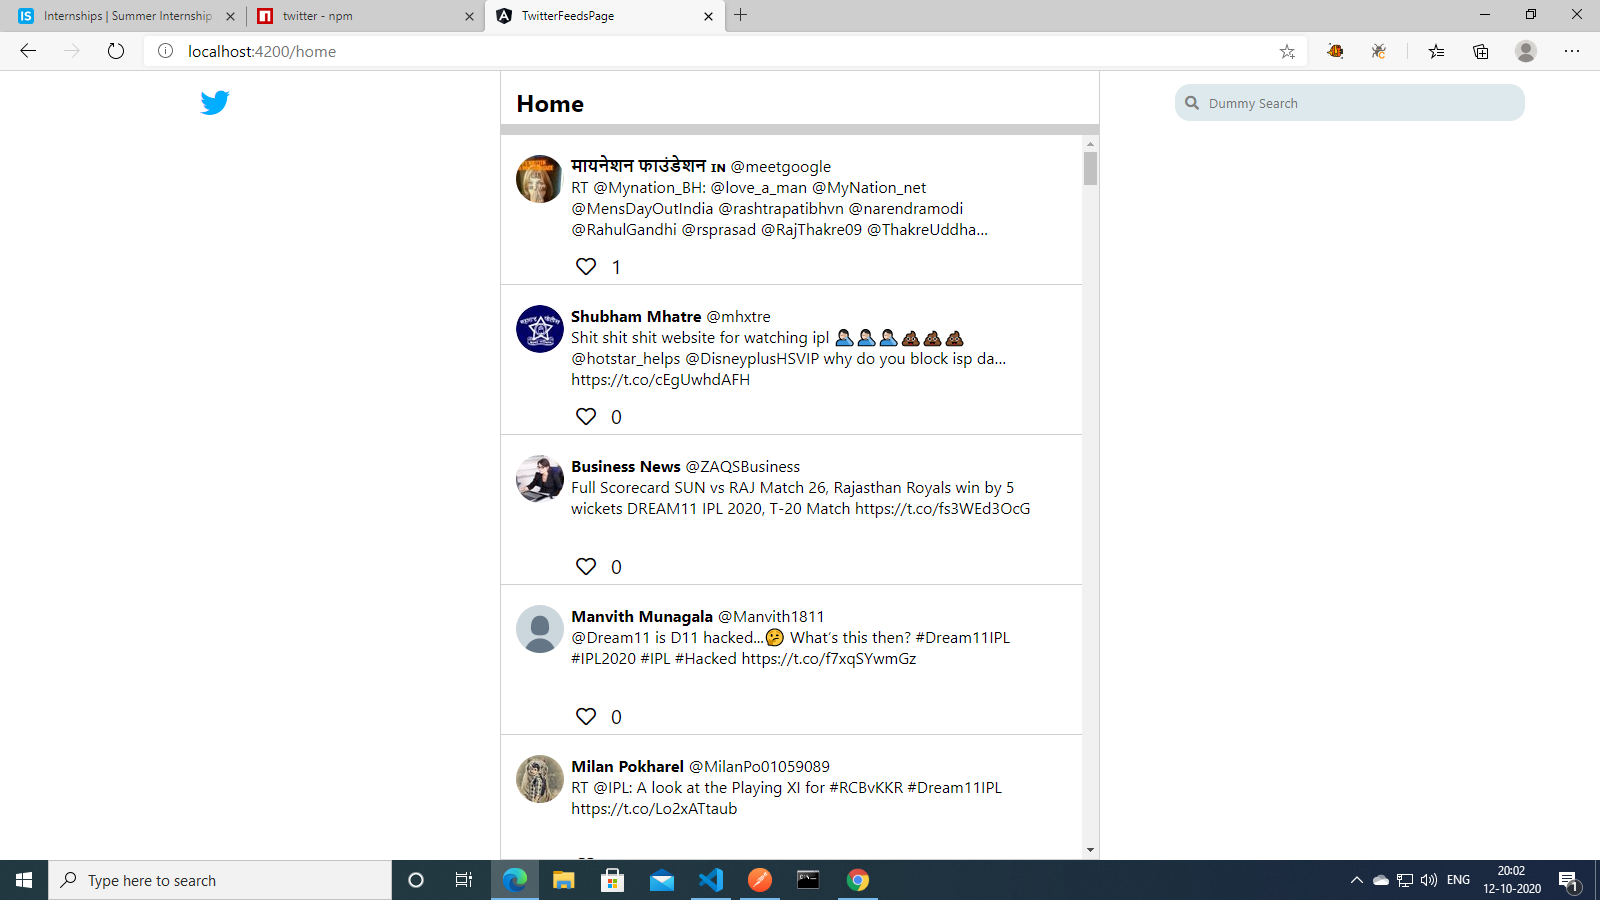 Internships | Summer Internship
twitter - npm
TwitterFeedsPage
localhost:4200/home
Home
Dummy Search
मायनेशन फाउंडेशन ɪɴ @meetgoogle
RT @Mynation_BH: @love_a_man @MyNation_net
@MensDayOutIndia @rashtrapatibhvn @narendramodi
@RahulGandhi @rsprasad @RajThakre09 @ThakreUddha…
1
Shubham Mhatre @mhxtre
Shit shit shit website for watching ipl 🤦🏻‍♂️🤦🏻‍♂️🤦🏻‍♂️💩💩💩
@hotstar_helps @DisneyplusHSVIP why do you block isp da…
https://t.co/cEgUwhdAFH
0
Business News @ZAQSBusiness
Full Scorecard SUN vs RAJ Match 26, Rajasthan Royals win by 5
wickets DREAM11 IPL 2020, T-20 Match https://t.co/fs3WEd3OcG
0
Manvith Munagala @Manvith1811
@Dream11 is D11 hacked...🤔 What's this then? #Dream11IPL
#IPL2020 #IPL #Hacked https://t.co/f7xqSYwmGz
0
Milan Pokharel @MilanPo01059089
RT @IPL: A look at the Playing XI for #RCBvKKR #Dream11IPL
https://t.co/Lo2xATtaub
Type here to search
ENG
20:02
12-10-2020
1